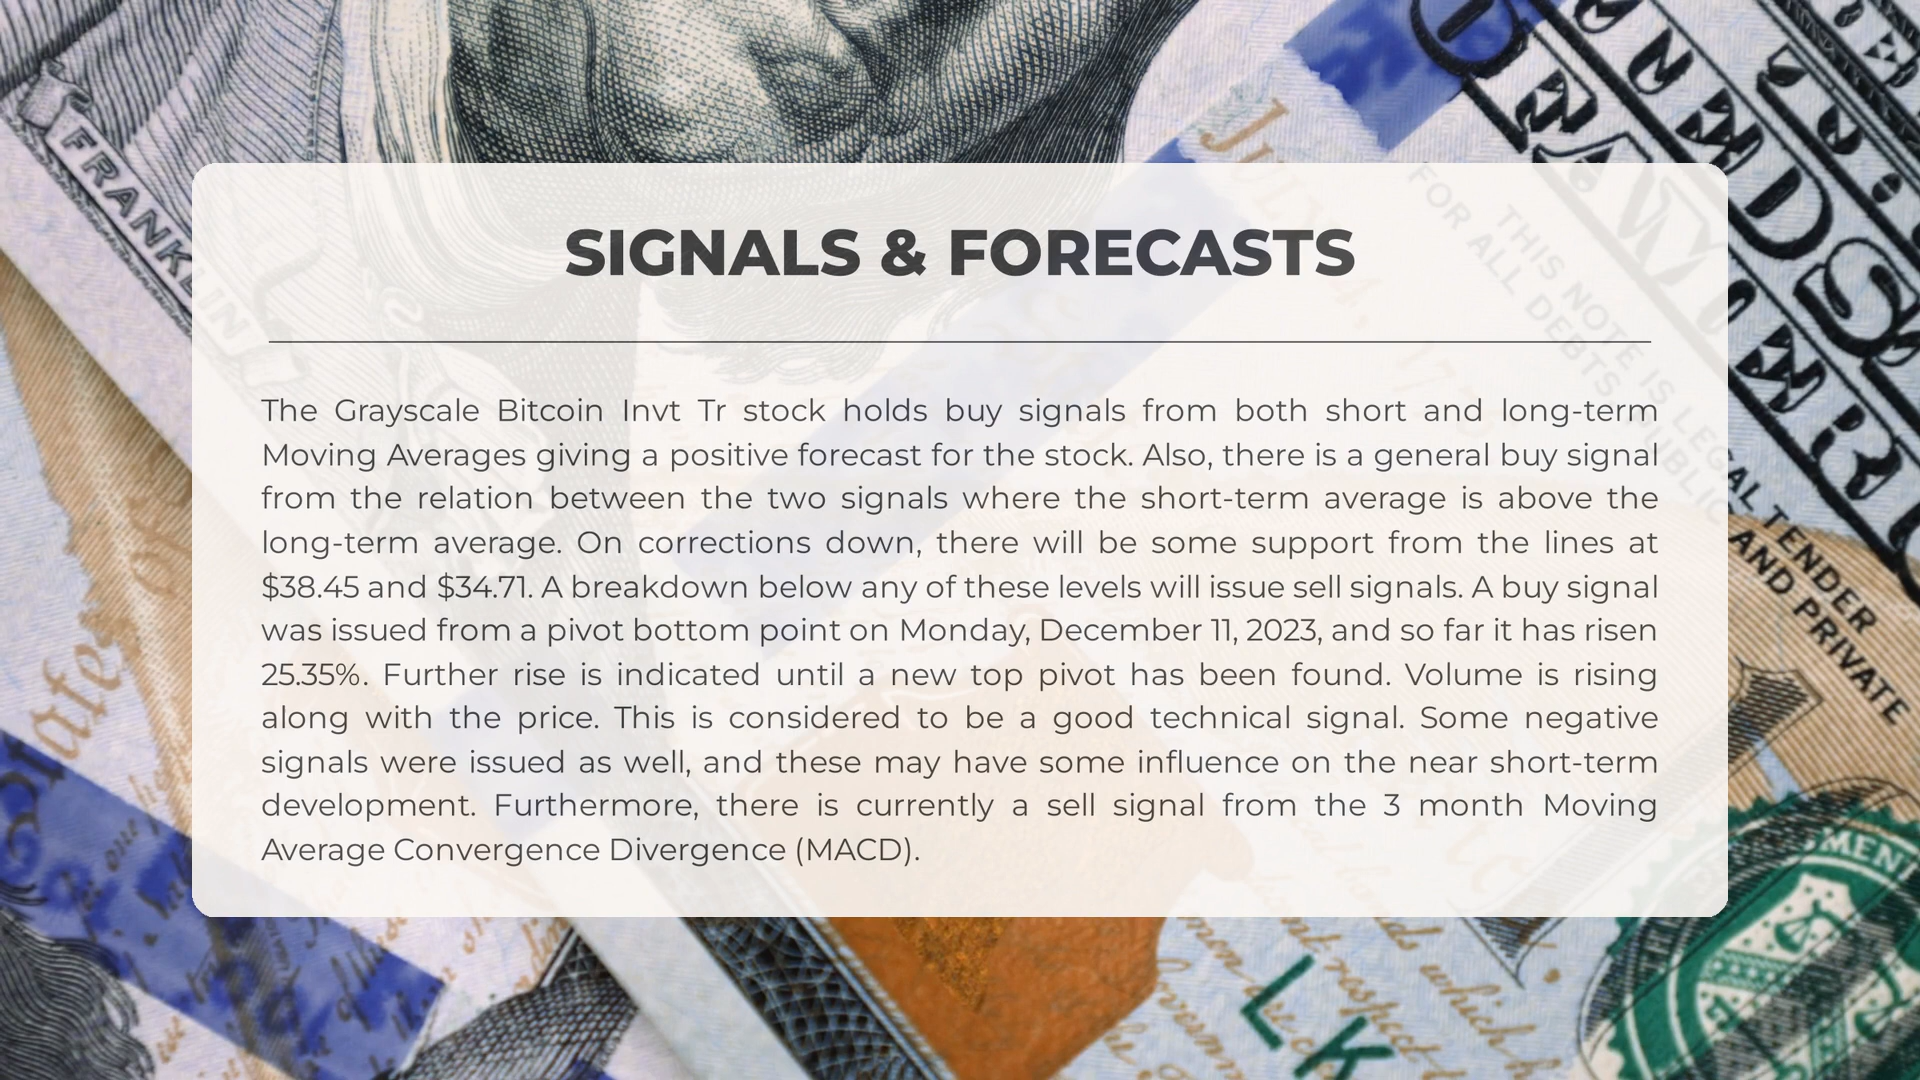 SIGNALS & FORECASTS
The Grayscale Bitcoin Invt Tr stock holds buy signals from both short and long-term
Moving Averages giving a positive forecast for the stock. Also, there is a general buy signal
from the relation between the two signals where the short-term average is above the
long-term average. On corrections down, there will be some support from the lines at
$38.45 and $34.71. A breakdown below any of these levels will issue sell signals. A buy signal
was issued from a pivot bottom point on Monday, December 11, 2023, and so far it has risen
25.35%. Further rise is indicated until a new top pivot has been found. Volume is rising
along with the price. This is considered to be a good technical signal. Some negative
signals were issued as well, and these may have some influence on the near short-term
development. Furthermore, there is currently a sell signal from the 3 month Moving
Average Convergence Divergence (MACD).
FRANKLIN
JULY 4, 177
THIS NOTE IS LEGAL TENDER
FOR ALL DEBTS, PUBLIC AND PRIVATE
LK